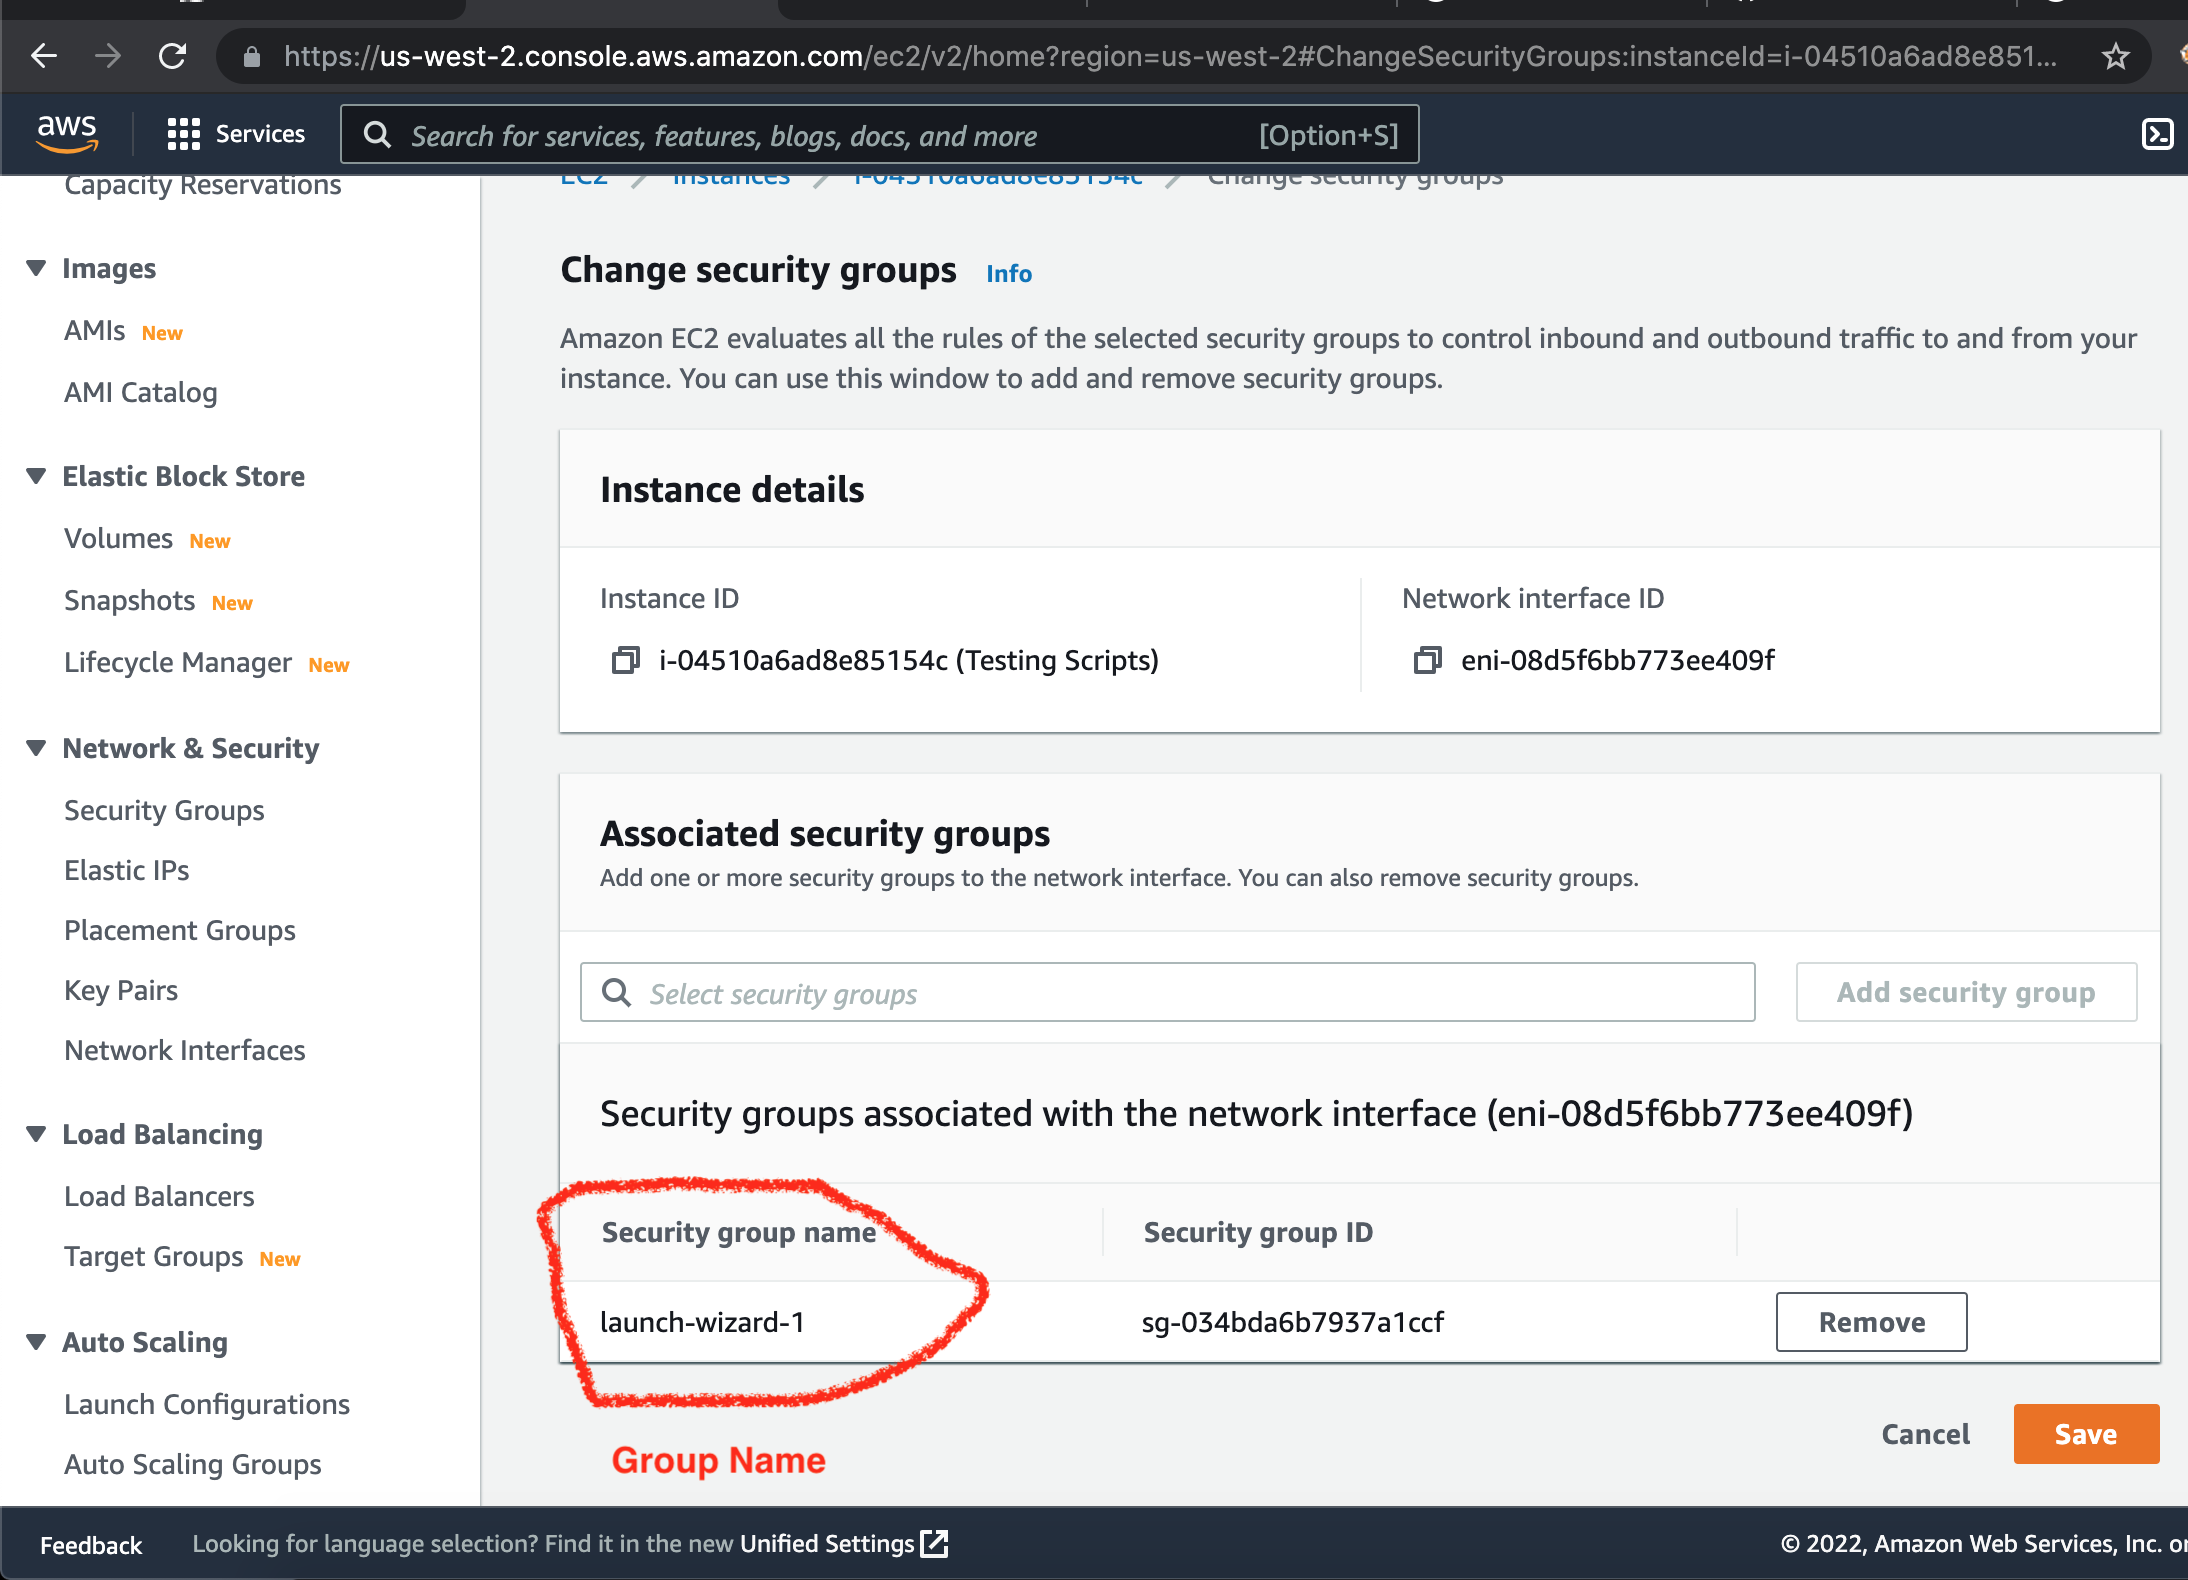 https://us-west-2.console.aws.amazon.com/ec2/v2/home?region=us-west-2#ChangeSecurityGroups:instanceId=i-04510a6ad8e851...
aws
Services
Search for services, features, blogs, docs, and more
[Option+S]
Capacity Reservations
Images
AMIs New
AMI Catalog
Elastic Block Store
Volumes New
Snapshots New
Lifecycle Manager New
Network & Security
Security Groups
Elastic IPs
Placement Groups
Key Pairs
Network Interfaces
Load Balancing
Load Balancers
Target Groups New
Auto Scaling
Launch Configurations
Auto Scaling Groups
EC2 / Instances / i-04510a6ad8e85154c / Change security groups
Change security groups Info
Amazon EC2 evaluates all the rules of the selected security groups to control inbound and outbound traffic to and from your
instance. You can use this window to add and remove security groups.
Instance details
Instance ID
i-04510a6ad8e85154c (Testing Scripts)
Network interface ID
eni-08d5f6bb773ee409f
Associated security groups
Add one or more security groups to the network interface. You can also remove security groups.
Select security groups
Add security group
Security groups associated with the network interface (eni-08d5f6bb773ee409f)
Security group name
Security group ID
launch-wizard-1
sg-034bda6b7937a1ccf
Remove
Group Name
Cancel
Save
Feedback
Looking for language selection? Find it in the new Unified Settings
© 2022, Amazon Web Services, Inc. or